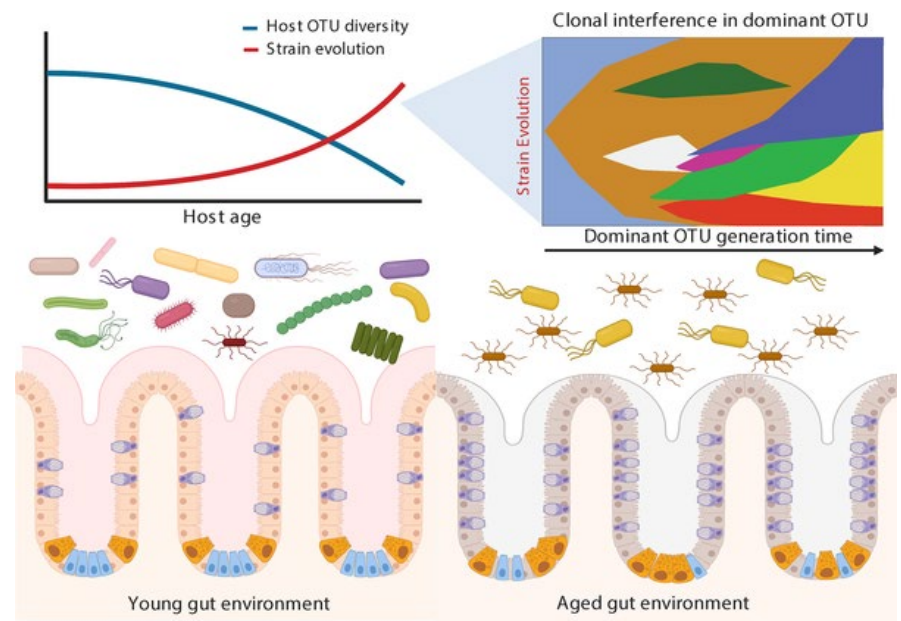 Host OTU diversity
Strain evolution
Host age
Clonal interference in dominant OTU
Strain Evolution
Dominant OTU generation time
Young gut environment
Aged gut environment